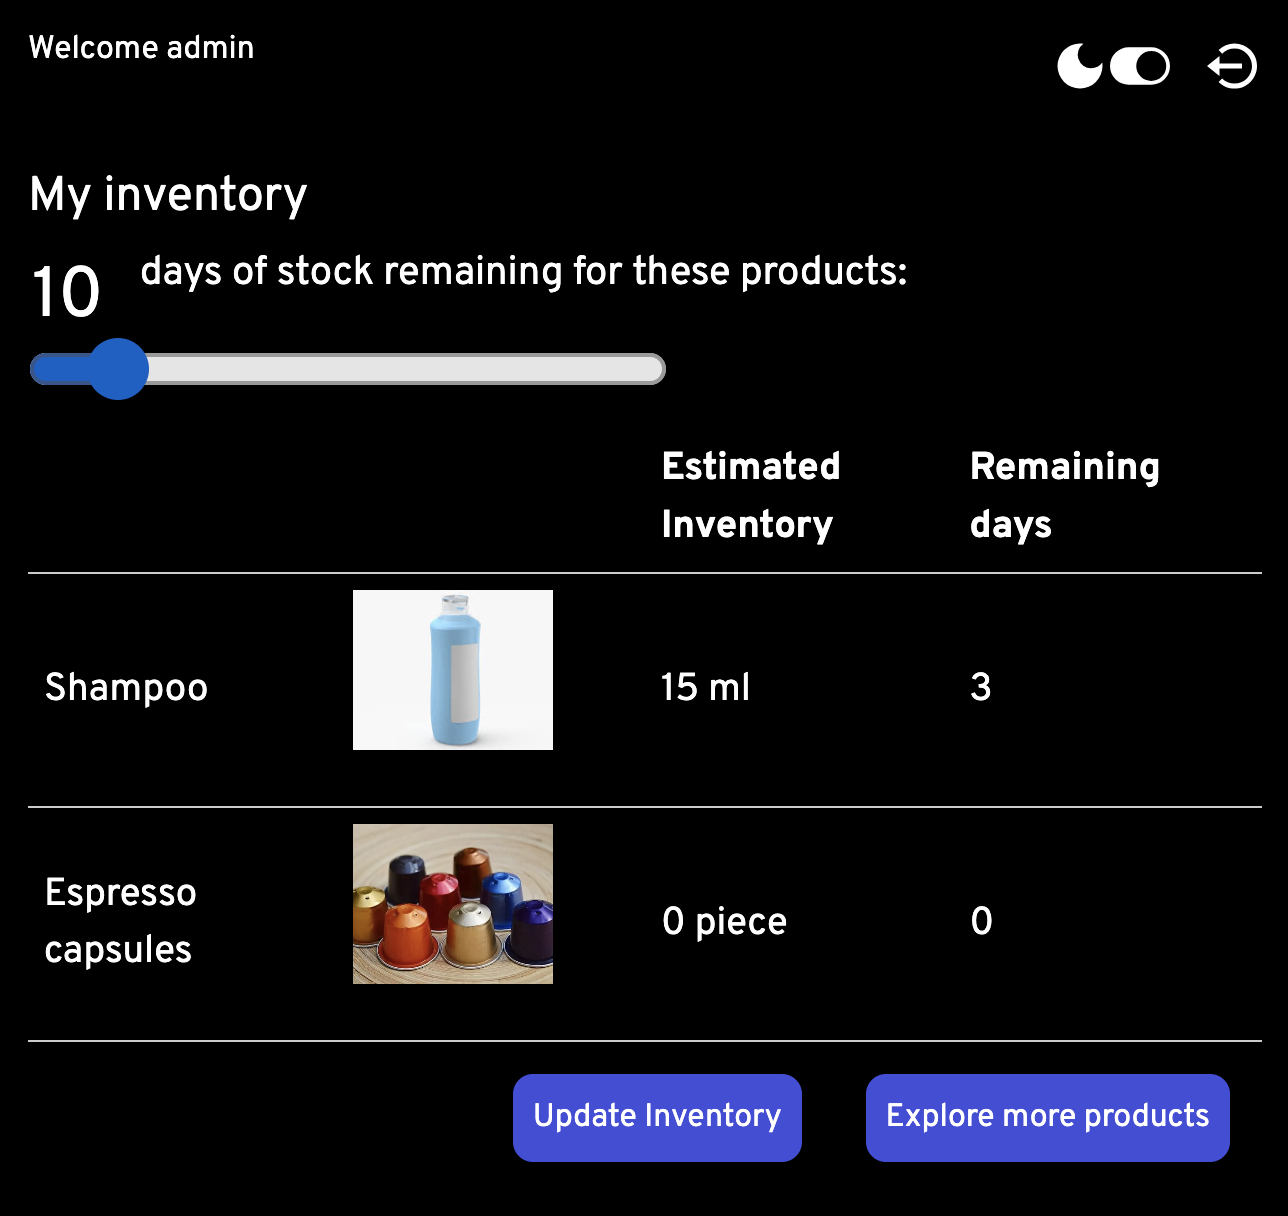 Welcome admin
My inventory
10 days of stock remaining for these products:
Estimated Inventory
Remaining days
Shampoo
15 ml
3
Espresso capsules
0 piece
0
Update Inventory
Explore more products